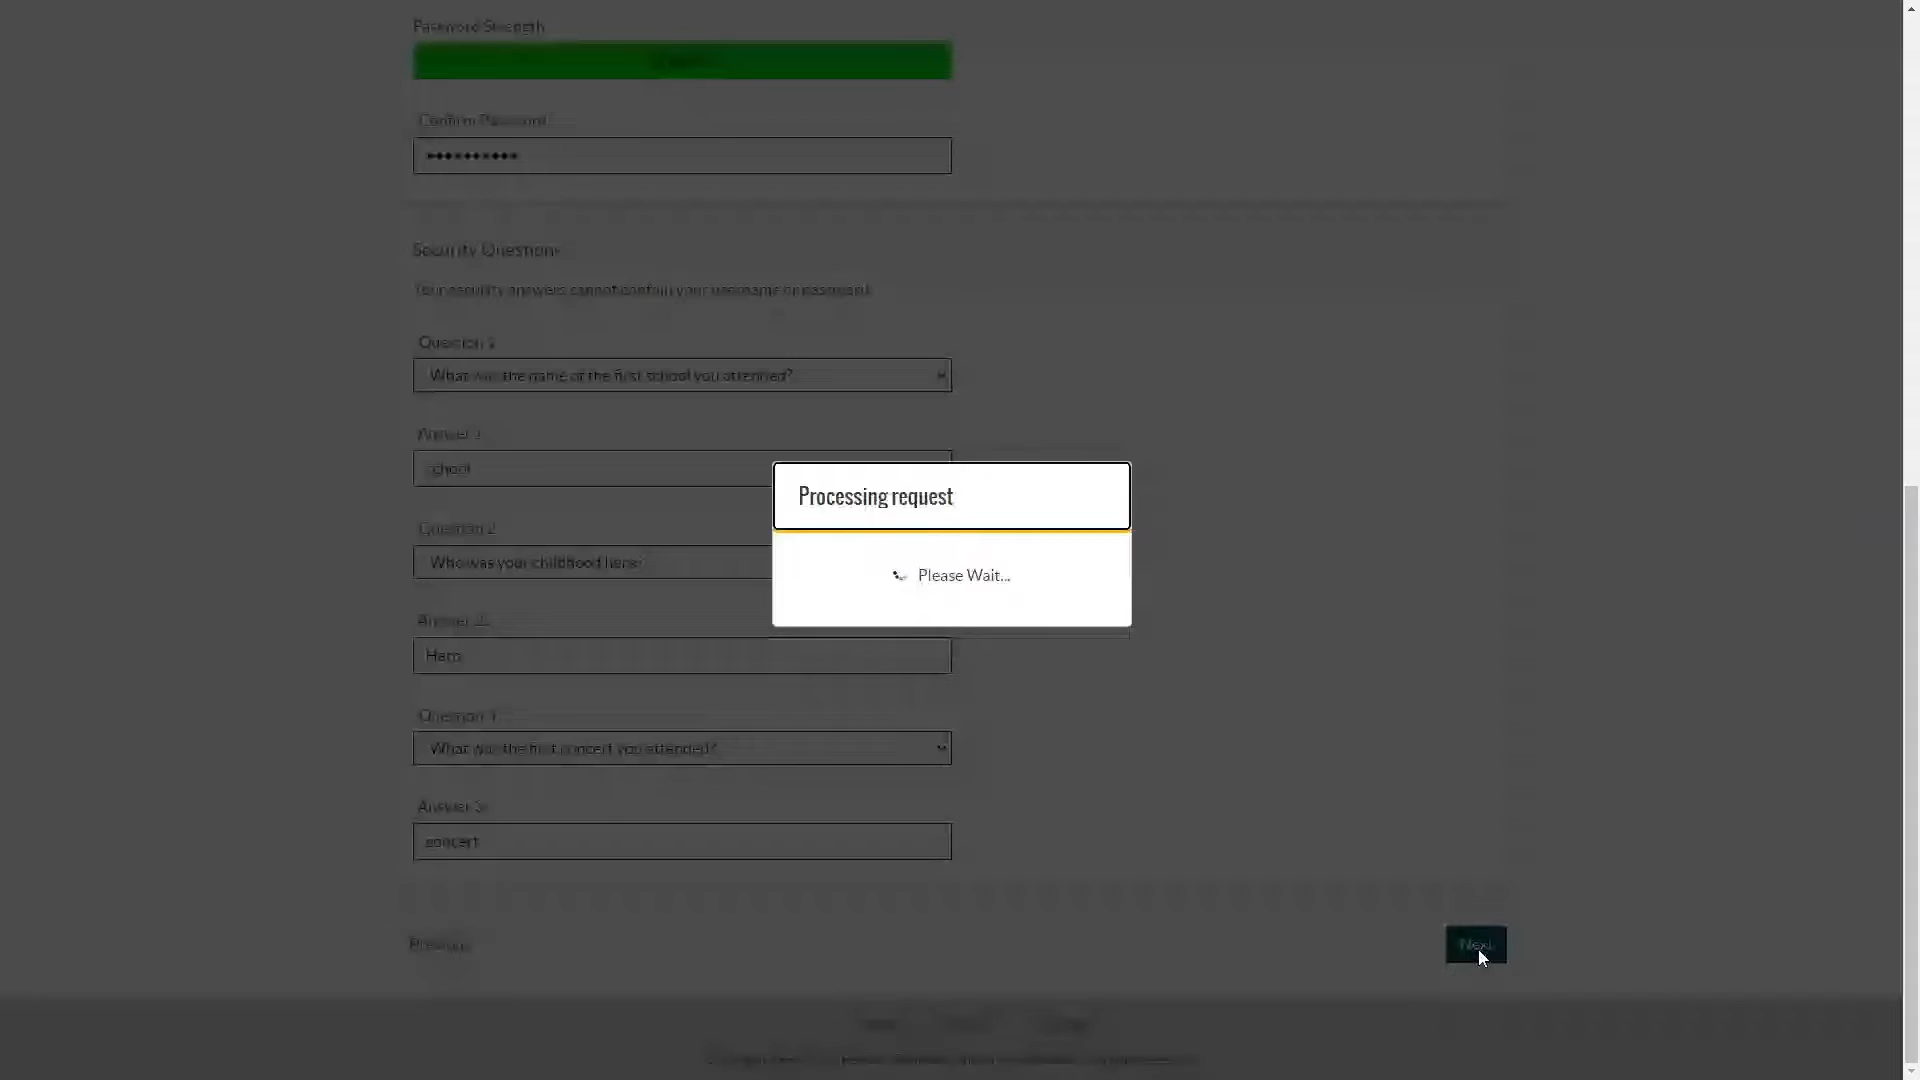 Password Strength
Confirm Password
••••••••••
Security Questions
Your security answers cannot contain your username or password.
Question 1
What was the name of the first school you attended?
Answer 1
school
Processing request
Question 2
Who was your childhood hero?
Please Wait...
Answer 2
Hero
Question 3
What was the first concert you attended?
Answer 3
concert
Previous
Next